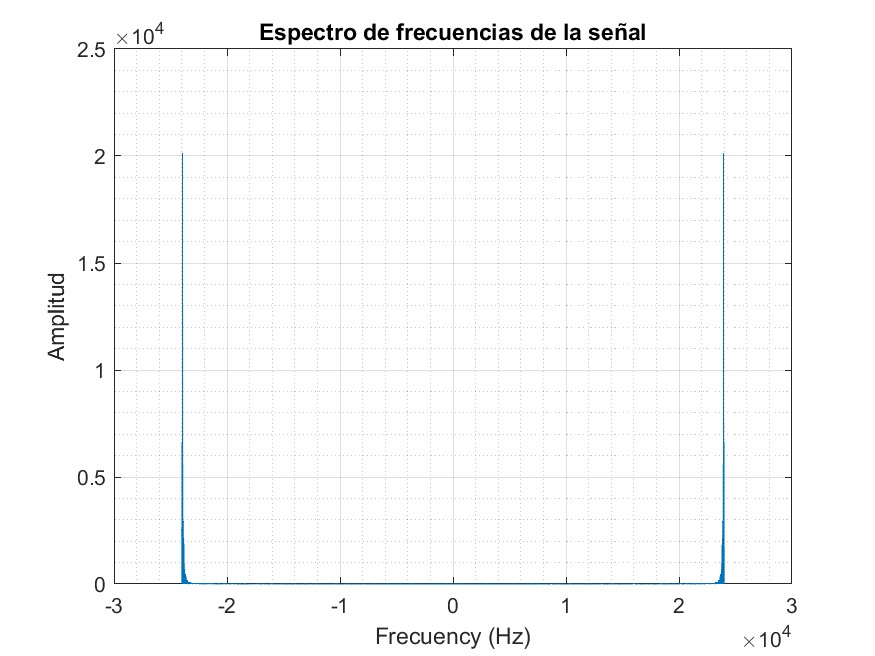 Espectro de frecuencias de la señal
×10⁴
2.5
2
1.5
1
0.5
0
Amplitud
-3 -2 -1 0 1 2 3
Frecuency (Hz)
×10⁴